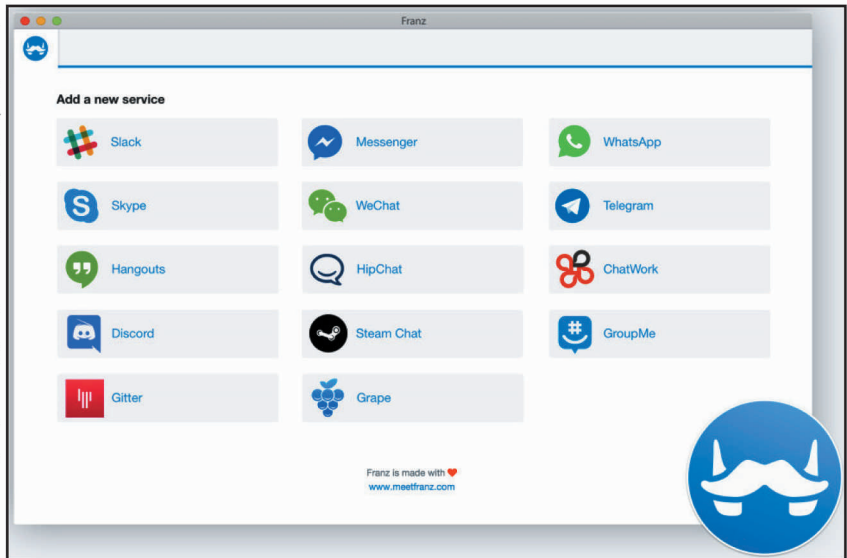 Franz
Add a new service
Slack
Messenger
WhatsApp
Skype
WeChat
Telegram
Hangouts
HipChat
ChatWork
Discord
Steam Chat
GroupMe
Gitter
Grape
Franz is made with ❤
www.meetfranz.com